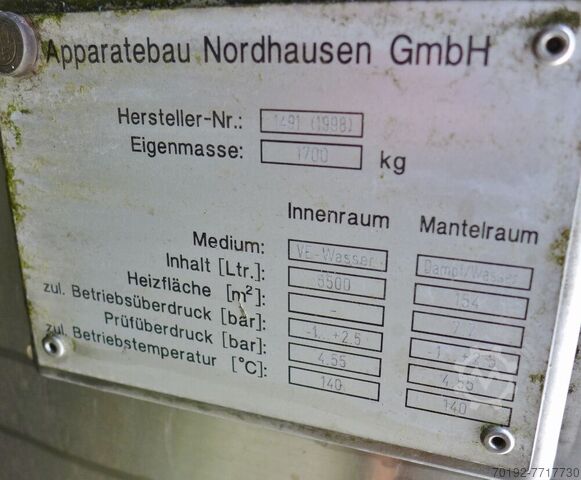 Apparatebau Nordhausen GmbH
Hersteller-Nr.: 1491 (1998)
Eigenmasse: 1700 kg
Innenraum Mantelraum
Medium: VE-Wasser Dampf/Wasser
Inhalt [Ltr.]: 5500 154
Heizfläche [m²]: - 7,7
zul. Betriebsüberdruck [bar]: -1.. +2.5
Prüfüberdruck [bar]: 4.55 4.55
zul. Betriebstemperatur [°C]: 140 140
70192-7717730